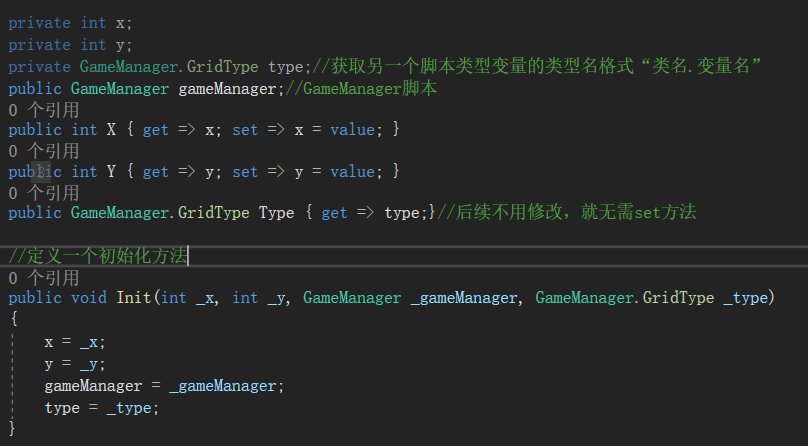 private int x;
private int y;
private GameManager.GridType type;//获取另一个脚本类型变量的类型名格式“类名.变量名”
public GameManager gameManager;//GameManager脚本
0 个引用
public int X { get => x; set => x = value; }
0 个引用
public int Y { get => y; set => y = value; }
0 个引用
public GameManager.GridType Type { get => type;}//后续不用修改，就无需set方法
//定义一个初始化方法
0 个引用
public void Init(int _x, int _y, GameManager _gameManager, GameManager.GridType _type)
{
x = _x;
y = _y;
gameManager = _gameManager;
type = _type;
}